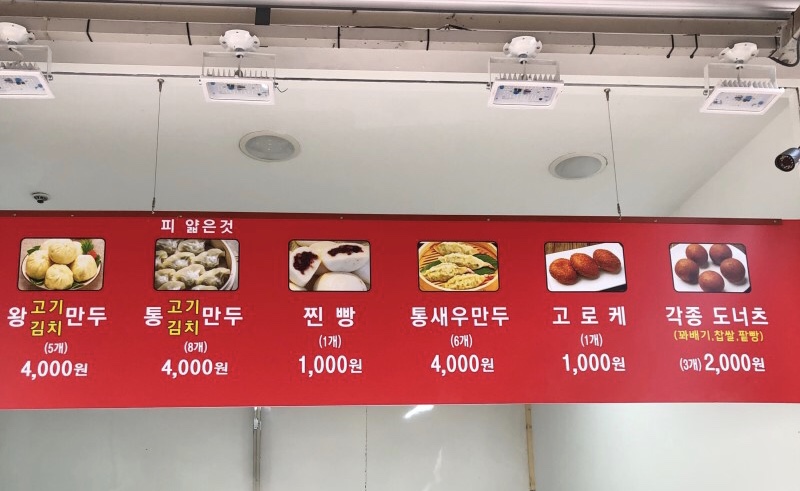 피 얇은것
왕 고기 김치 만두
(5개)
4,000원
통 고기 김치 만두
(8개)
4,000원
찐 빵
(1개)
1,000원
통새우만두
(6개)
4,000원
고 로 케
(1개)
1,000원
각종 도너츠
(꽈배기,찹쌀,팥빵)
(3개) 2,000원